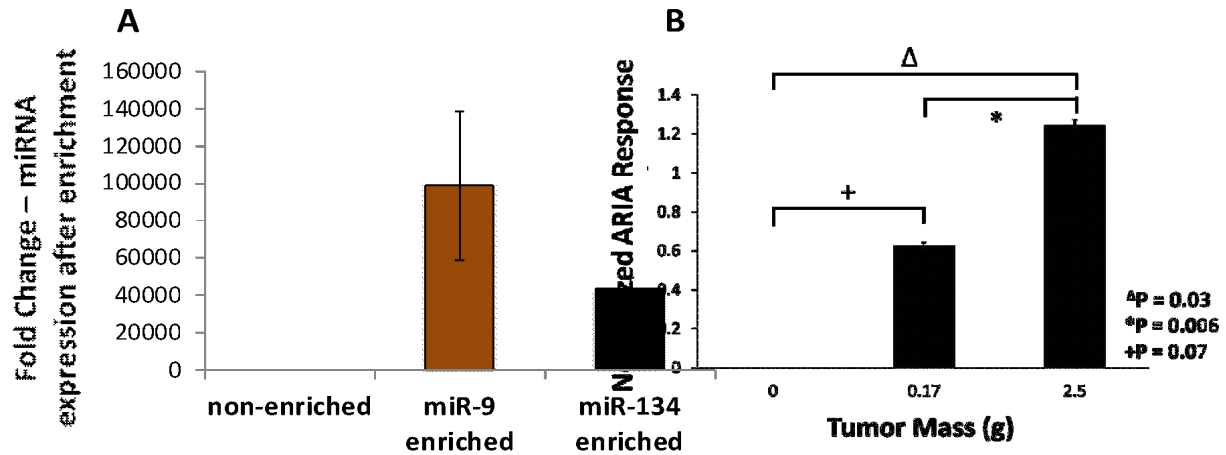 A
Fold Change – miRNA
expression after enrichment
160000
140000
120000
100000
80000
60000
40000
20000
0
non-enriched
miR-9
enriched
miR-134
enriched
B
ARIA Response
1.4
1.2
1
0.8
0.6
0.4
0.2
0
Δ
*
+
ΔP = 0.03
*P = 0.006
+P = 0.07
0
0.17
2.5
Tumor Mass (g)